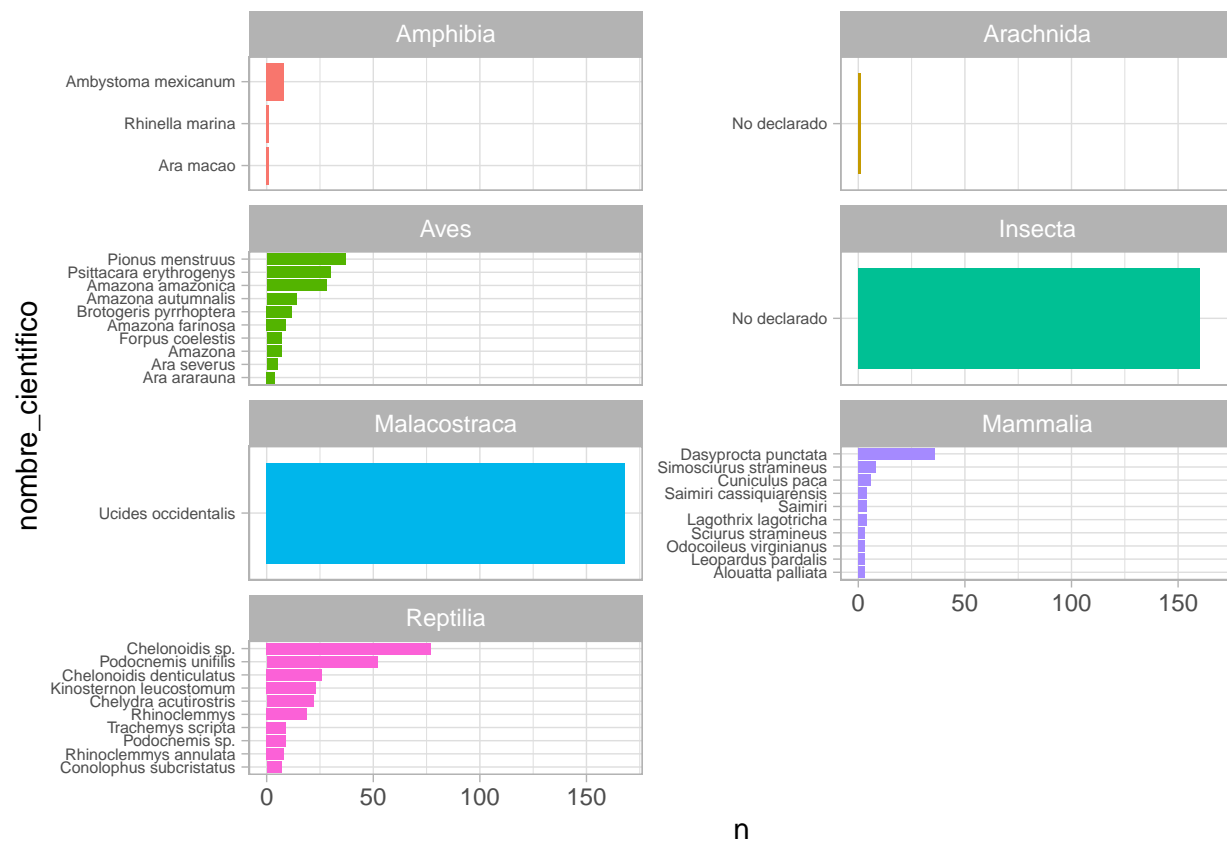 Amphibia
Ambystoma mexicanum
Rhinella marina
Ara macao
Arachnida
No declarado
Aves
Pionus menstruus
Psittacara erythrogenys
Amazona amazonica
Amazona autumnalis
Brotogeris pyrrhoptera
Amazona farinosa
Forpus coelestis
Amazona
Ara severus
Ara ararauna
Insecta
No declarado
Malacostraca
Ucides occidentalis
Mammalia
Dasyprocta punctata
Simosciurus stramineus
Cuniculus paca
Saimiri cassiquiarensis
Saimiri
Lagothrix lagotricha
Sciurus stramineus
Odocoileus virginianus
Leopardus pardalis
Alouatta palliata
0 50 100 150
Reptilia
Chelonoidis sp.
Podocnemis unifilis
Chelonoidis denticulatus
Kinosternon leucostomum
Chelydra acutirostris
Rhinoclemmys
Trachemys scripta
Podocnemis sp.
Rhinoclemmys annulata
Conolophus subcristatus
0 50 100 150
n
nombre_cientifico